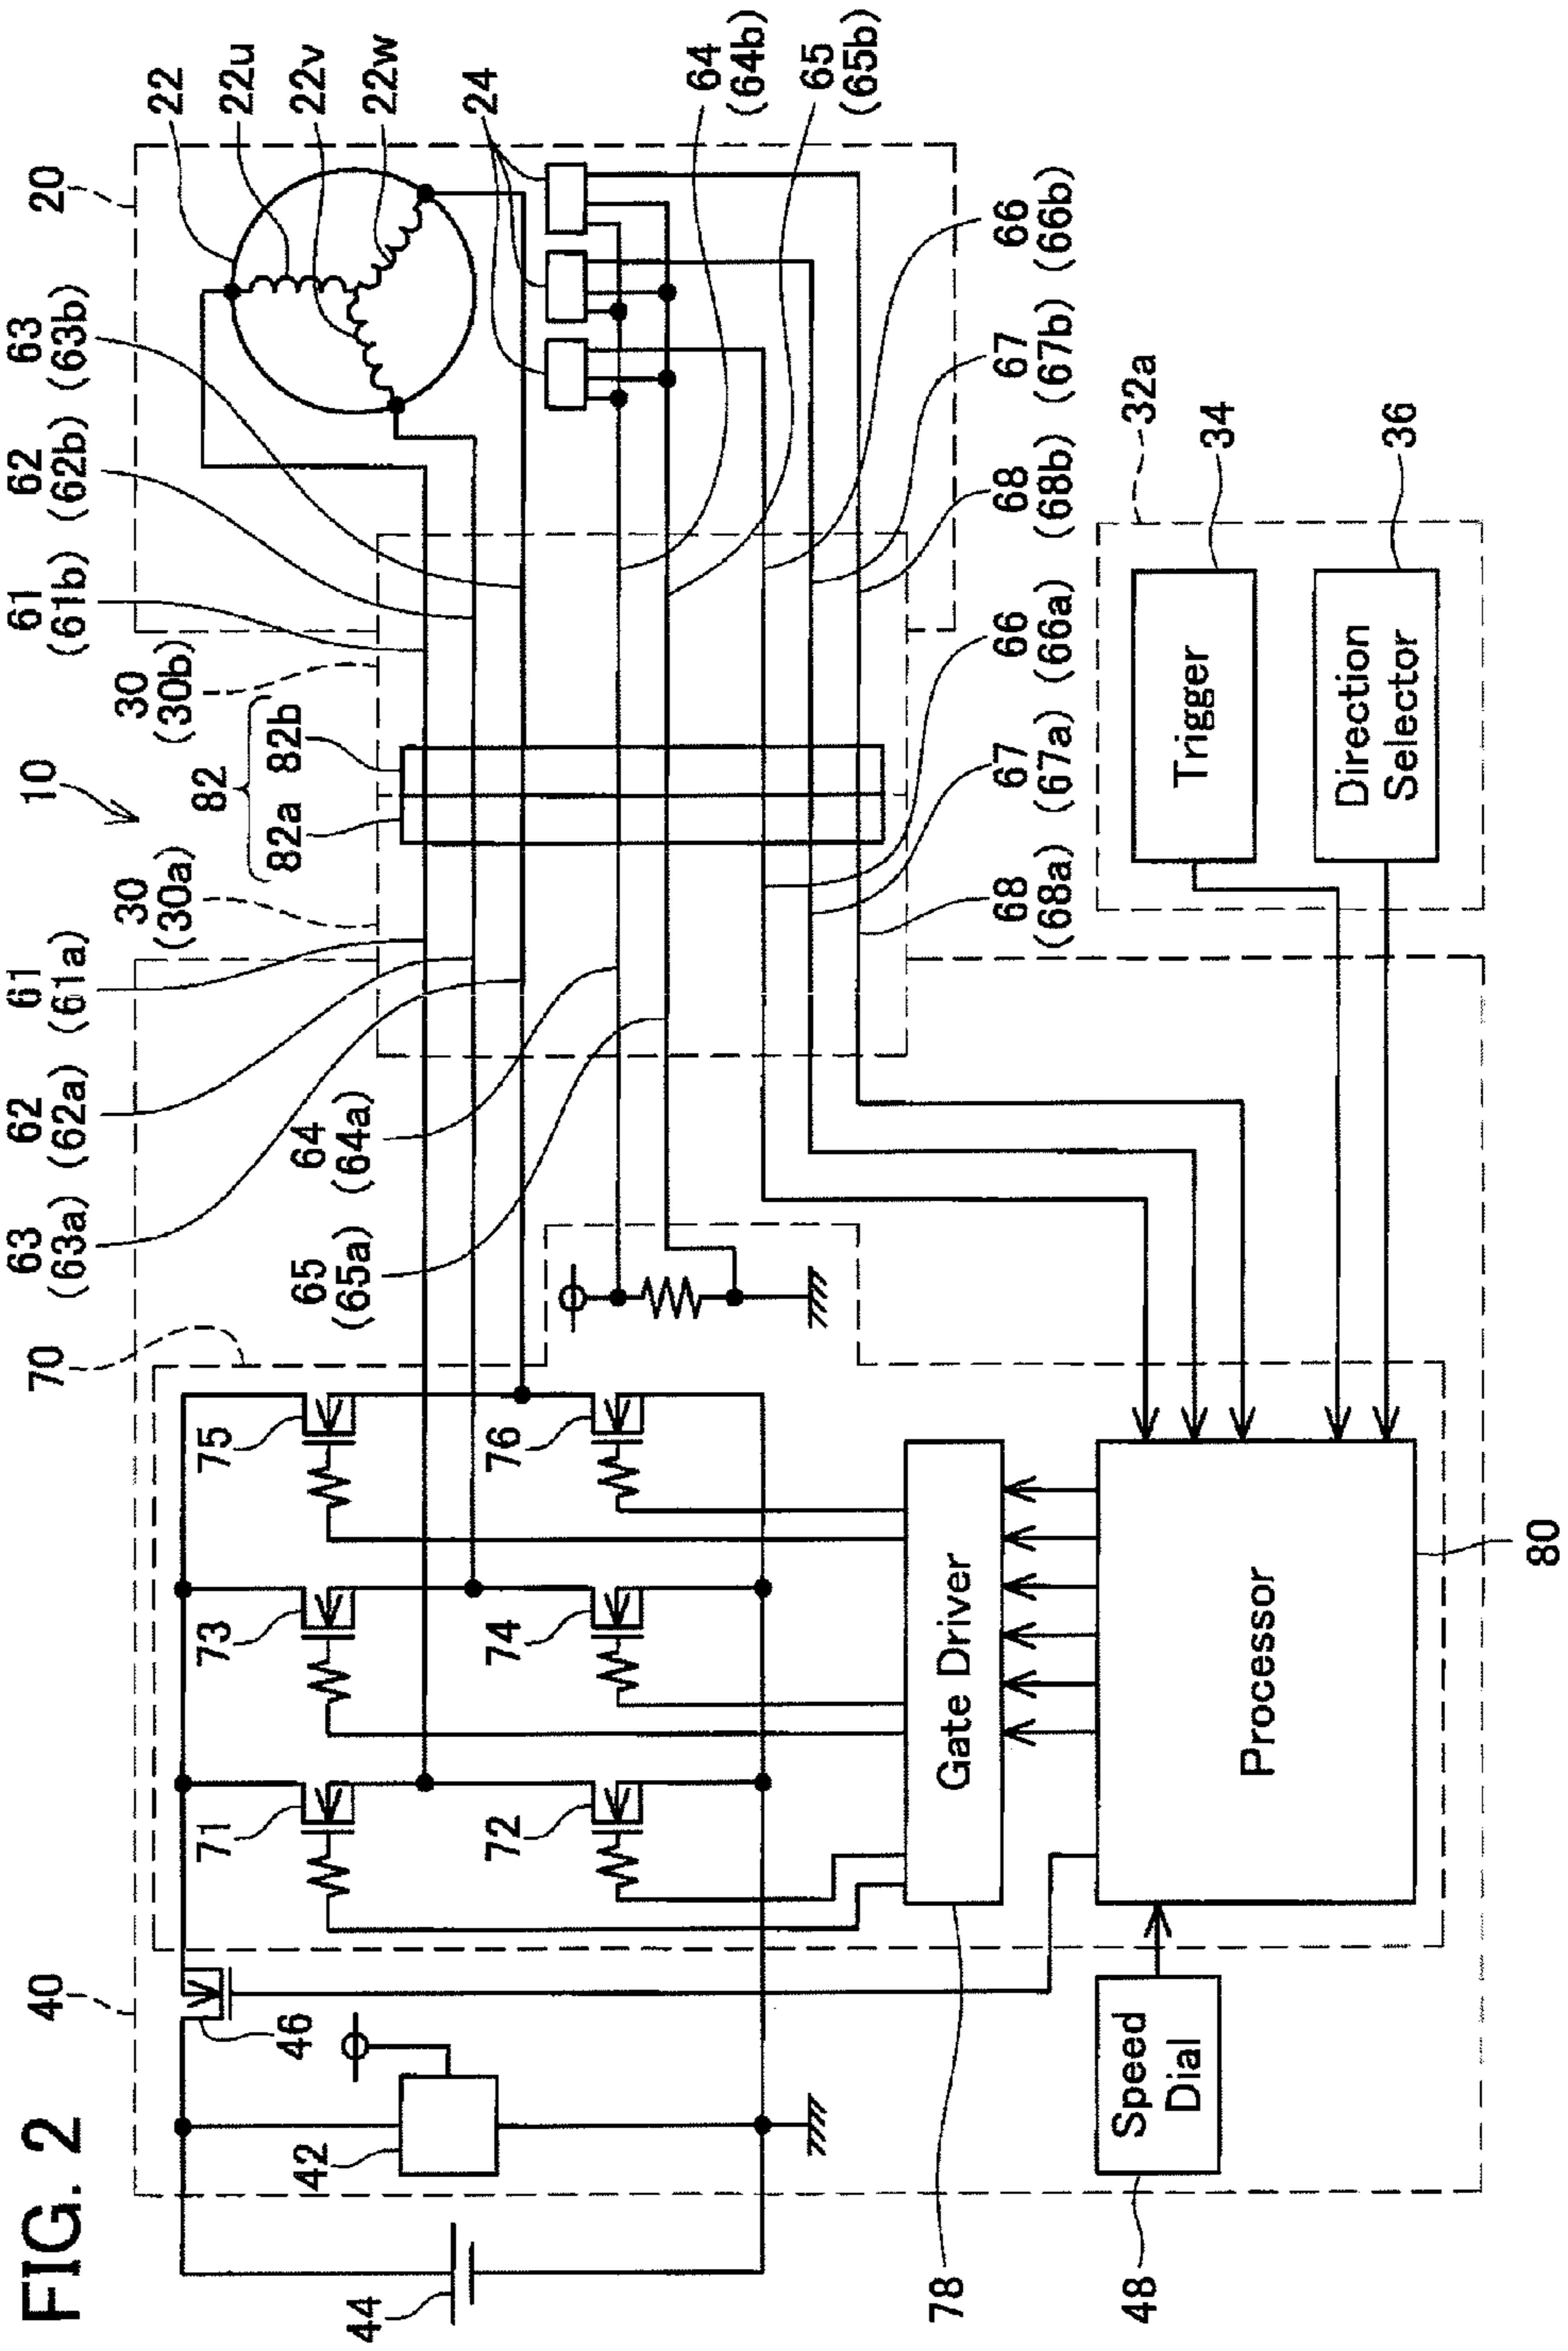 FIG. 2
10
20
22
22u
22v
22w
24
61
(61b)
62
(62b)
63
(63b)
64
(64b)
65
(65b)
66
(66b)
67
(67b)
68
(68b)
30
(30b)
30
(30a)
82
82a
82b
61
(61a)
62
(62a)
63
(63a)
64
(64a)
65
(65a)
66
(66a)
67
(67a)
68
(68a)
32a
Trigger
34
Direction
Selector
36
70
75
76
73
74
71
72
40
46
42
44
Gate Driver
78
Processor
80
Speed
Dial
48